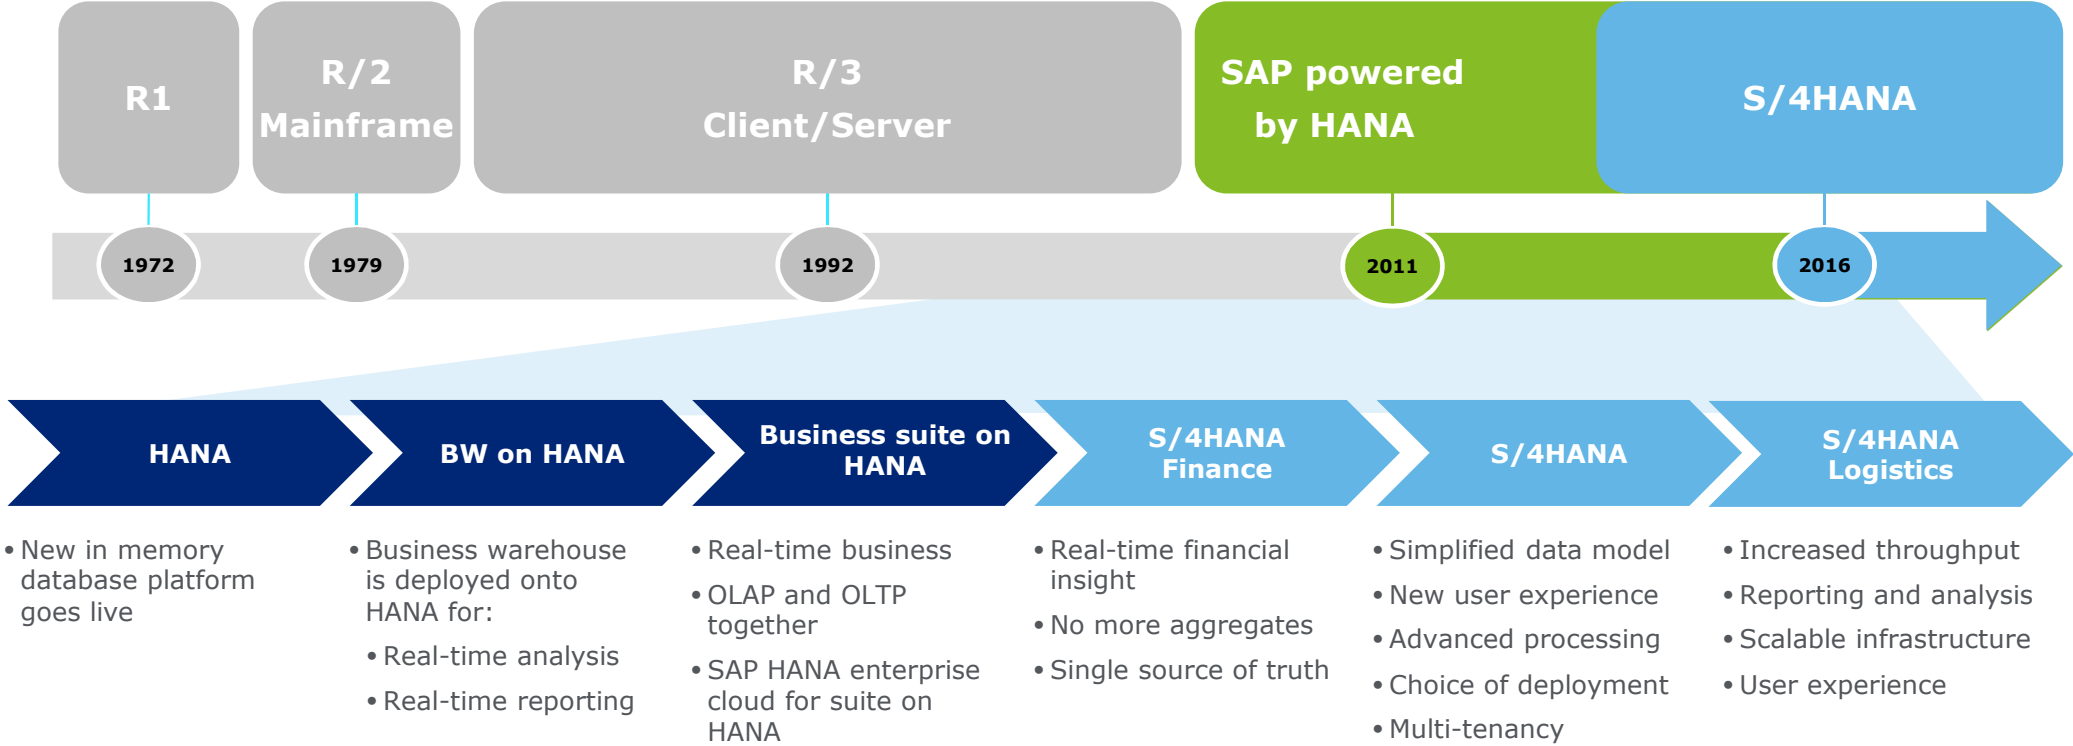 R1
R/2
Mainframe
R/3
Client/Server
SAP powered
by HANA
S/4HANA
1972
1979
1992
2011
2016
HANA
BW on HANA
Business suite on
HANA
S/4HANA
Finance
S/4HANA
S/4HANA
Logistics
• New in memory
database platform
goes live
• Business warehouse
is deployed onto
HANA for:
• Real-time analysis
• Real-time reporting
• Real-time business
• OLAP and OLTP
together
• SAP HANA enterprise
cloud for suite on
HANA
• Real-time financial
insight
• No more aggregates
• Single source of truth
• Simplified data model
• New user experience
• Advanced processing
• Choice of deployment
• Multi-tenancy
• Increased throughput
• Reporting and analysis
• Scalable infrastructure
• User experience